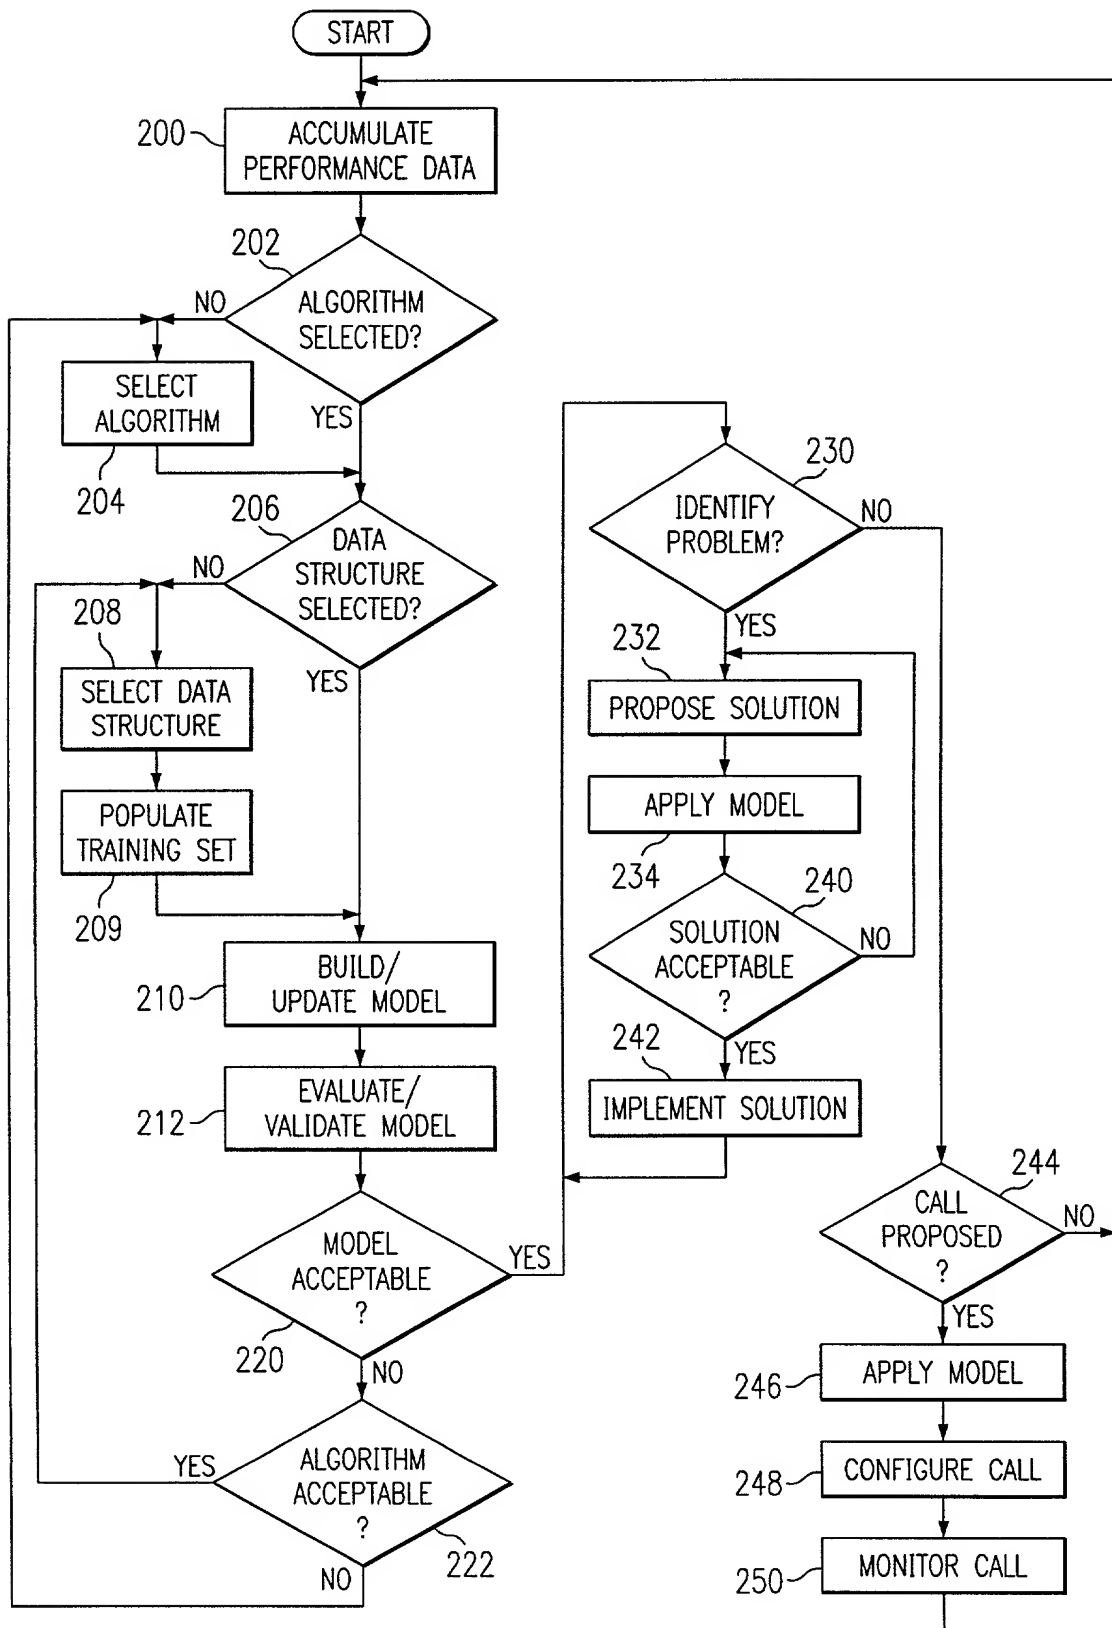 START
200
ACCUMULATE
PERFORMANCE DATA
202
ALGORITHM
SELECTED?
NO
YES
SELECT
ALGORITHM
204
206
DATA
STRUCTURE
SELECTED?
NO
YES
208
SELECT DATA
STRUCTURE
POPULATE
TRAINING SET
209
210
BUILD/
UPDATE MODEL
212
EVALUATE/
VALIDATE MODEL
MODEL
ACCEPTABLE
?
220
YES
NO
ALGORITHM
ACCEPTABLE
?
222
YES
NO
230
IDENTIFY
PROBLEM?
NO
YES
232
PROPOSE SOLUTION
APPLY MODEL
234
240
SOLUTION
ACCEPTABLE
?
NO
YES
242
IMPLEMENT SOLUTION
244
CALL
PROPOSED
?
NO
YES
246
APPLY MODEL
248
CONFIGURE CALL
250
MONITOR CALL